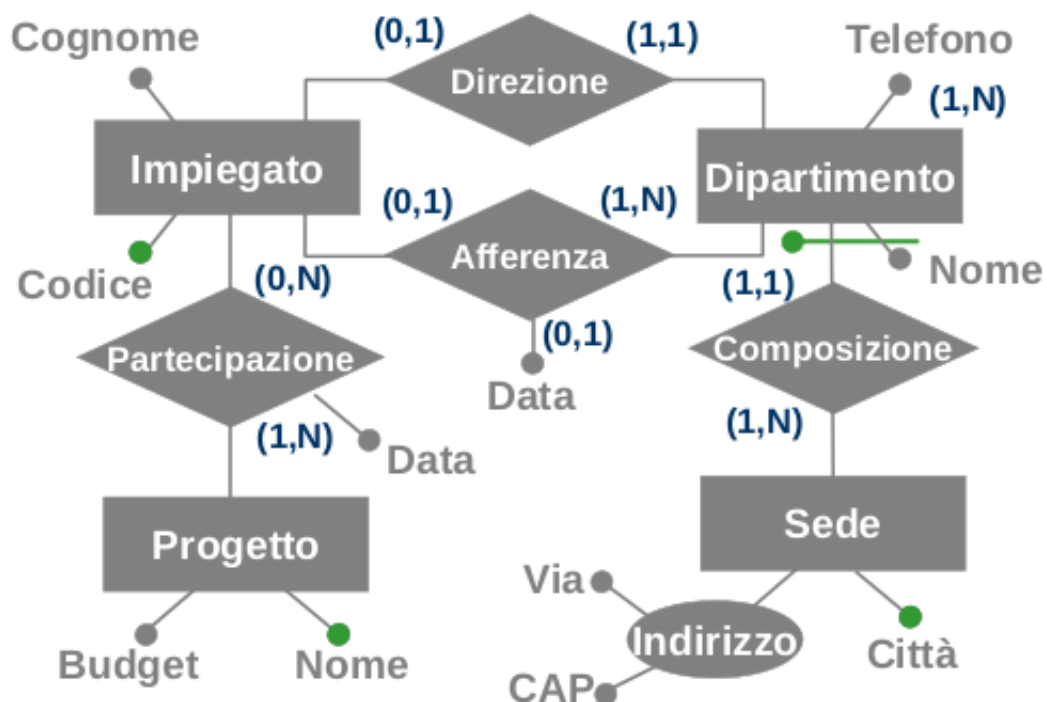 Cognome
(0,1)
(1,1)
Telefono
Direzione
(1,N)
Impiegato
Dipartimento
(0,1)
(1,N)
Afferenza
Codice
(0,N)
(1,1)
Nome
Partecipazione
(0,1)
Composizione
Data
(1,N)
(1,N)
Data
Progetto
Sede
Via
Indirizzo
Budget
Nome
Città
CAP